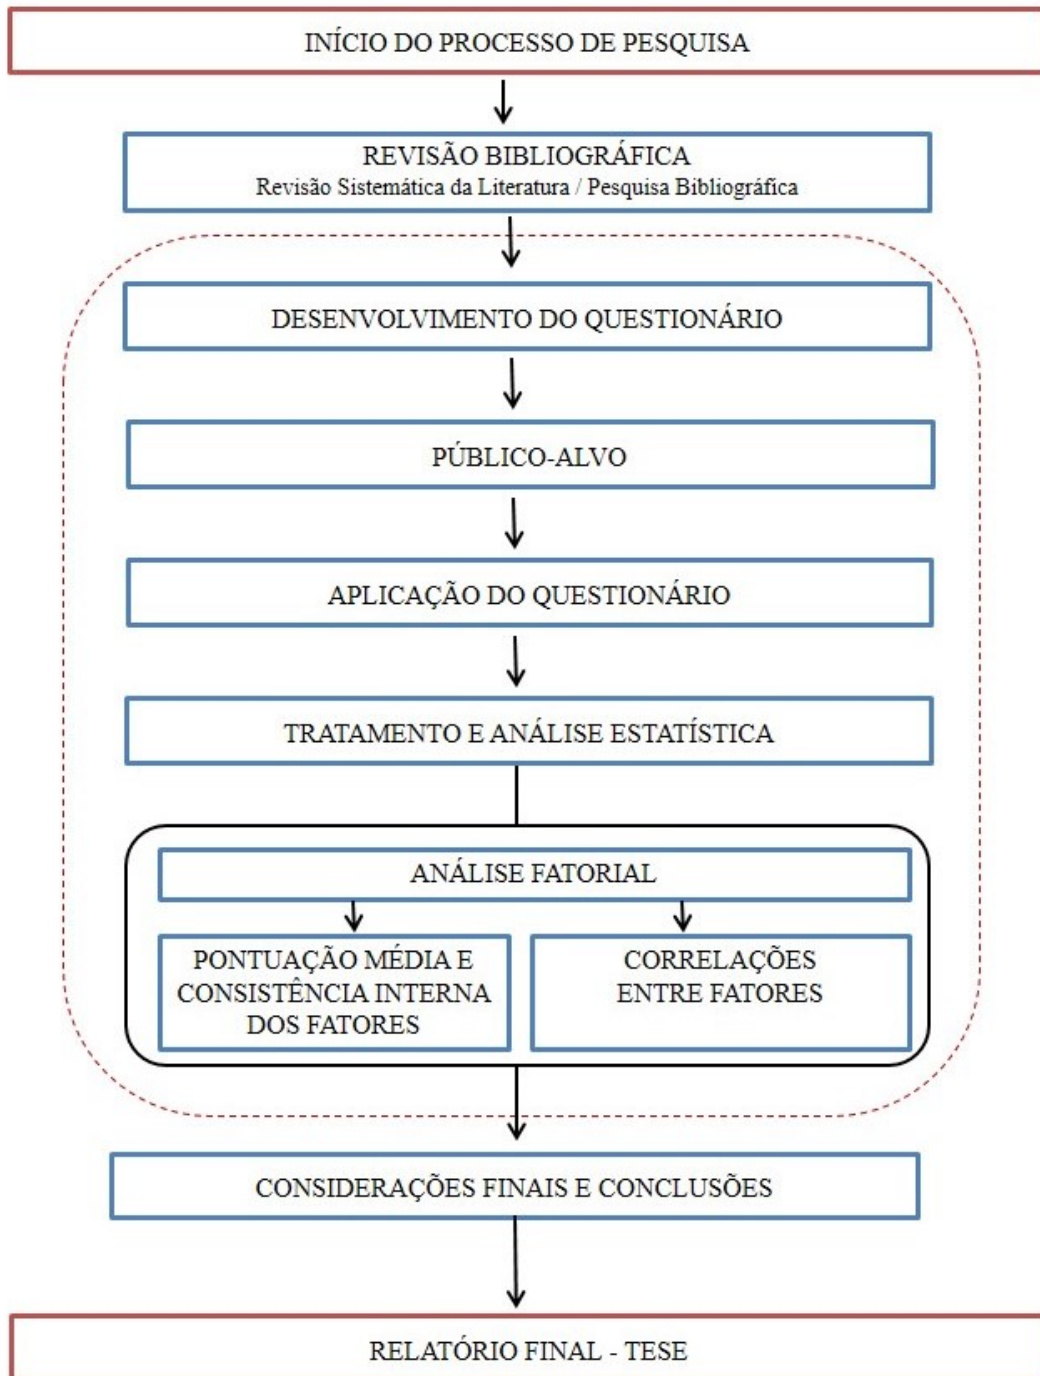 INÍCIO DO PROCESSO DE PESQUISA
REVISÃO BIBLIOGRÁFICA
Revisão Sistemática da Literatura / Pesquisa Bibliográfica
DESENVOLVIMENTO DO QUESTIONÁRIO
PÚBLICO-ALVO
APLICAÇÃO DO QUESTIONÁRIO
TRATAMENTO E ANÁLISE ESTATÍSTICA
ANÁLISE FATORIAL
PONTUAÇÃO MÉDIA E
CONSISTÊNCIA INTERNA
DOS FATORES
CORRELAÇÕES
ENTRE FATORES
CONSIDERAÇÕES FINAIS E CONCLUSÕES
RELATÓRIO FINAL - TESE